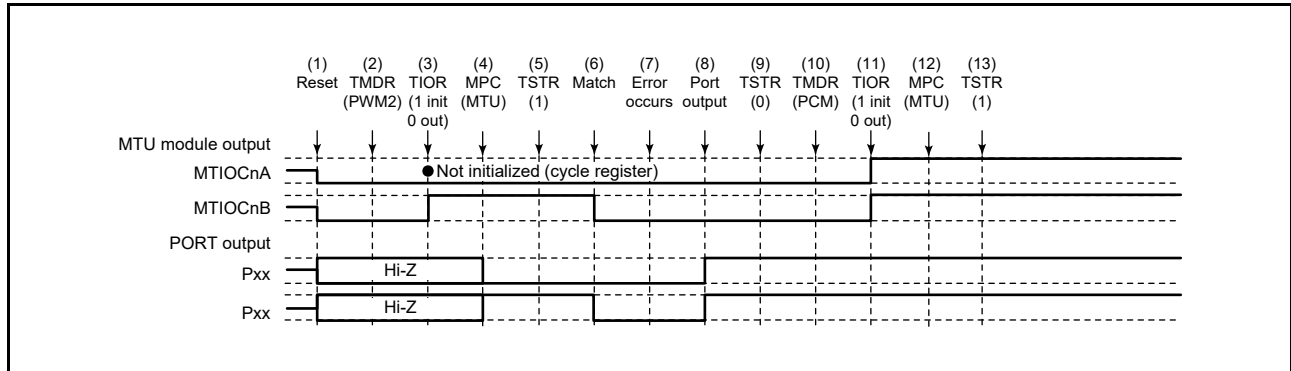 (1) (2) (3) (4) (5) (6) (7) (8) (9) (10) (11) (12) (13)
Reset TMDR TIOR MPC TSTR Match Error Port TSTR TMDR TIOR MPC TSTR
(PWM2) (1 init (MTU) (1) occurs output (0) (PCM) (1 init (MTU) (1)
0 out) 0 out)
MTU module output
MTIOCnA Not initialized (cycle register)
MTIOCnB
PORT output
Pxx Hi-Z
Pxx Hi-Z